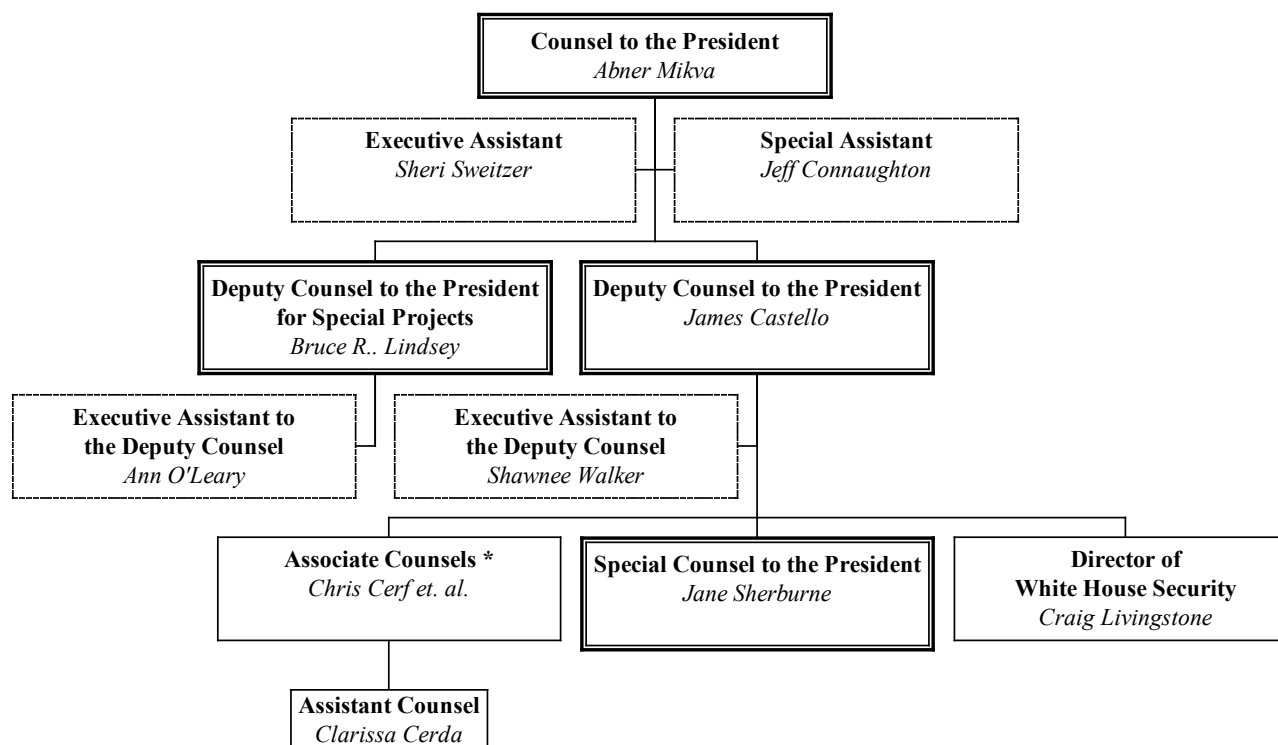 Counsel to the President
Abner Mikva
Executive Assistant
Sheri Sweitzer
Special Assistant
Jeff Connaughton
Deputy Counsel to the President
for Special Projects
Bruce R.. Lindsey
Deputy Counsel to the President
James Castello
Executive Assistant to
the Deputy Counsel
Ann O'Leary
Executive Assistant to
the Deputy Counsel
Shawnee Walker
Associate Counsels *
Chris Cerf et. al.
Special Counsel to the President
Jane Sherburne
Director of
White House Security
Craig Livingstone
Assistant Counsel
Clarissa Cerda